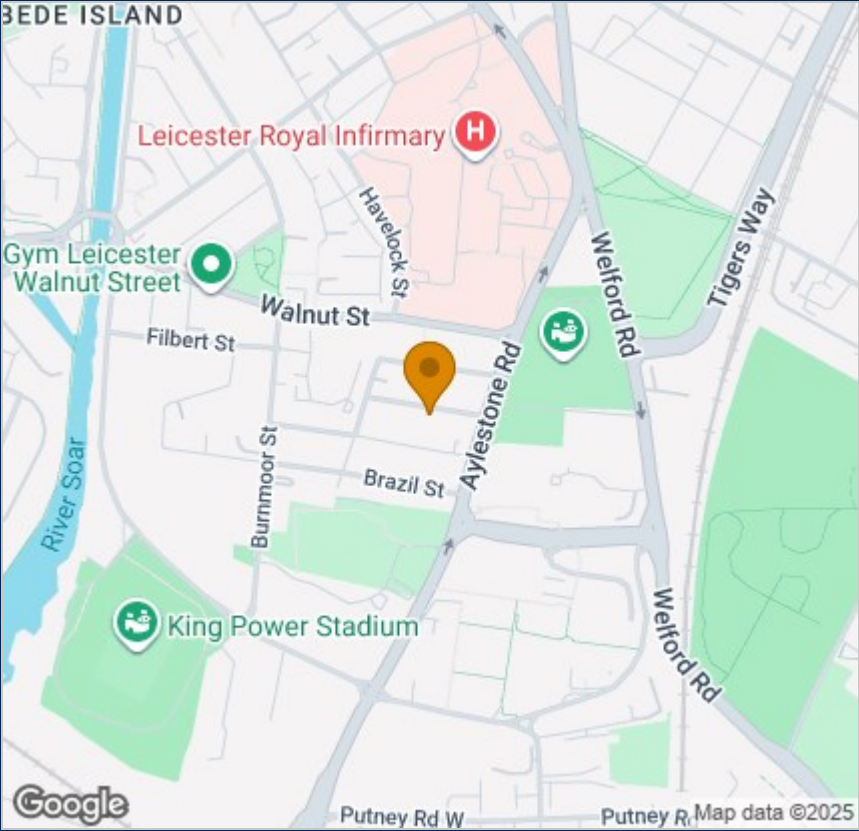 BEDE ISLAND
Leicester Royal Infirmary
H
Havelock St
Tigers Way
Welford Rd
Gym Leicester
Walnut Street
Walnut St
Filbert St
Aylestone Rd
River Soar
Burnmoor St
Brazil St
King Power Stadium
Welford Rd
Google
Putney Rd W
Putney R
Map data ©2025